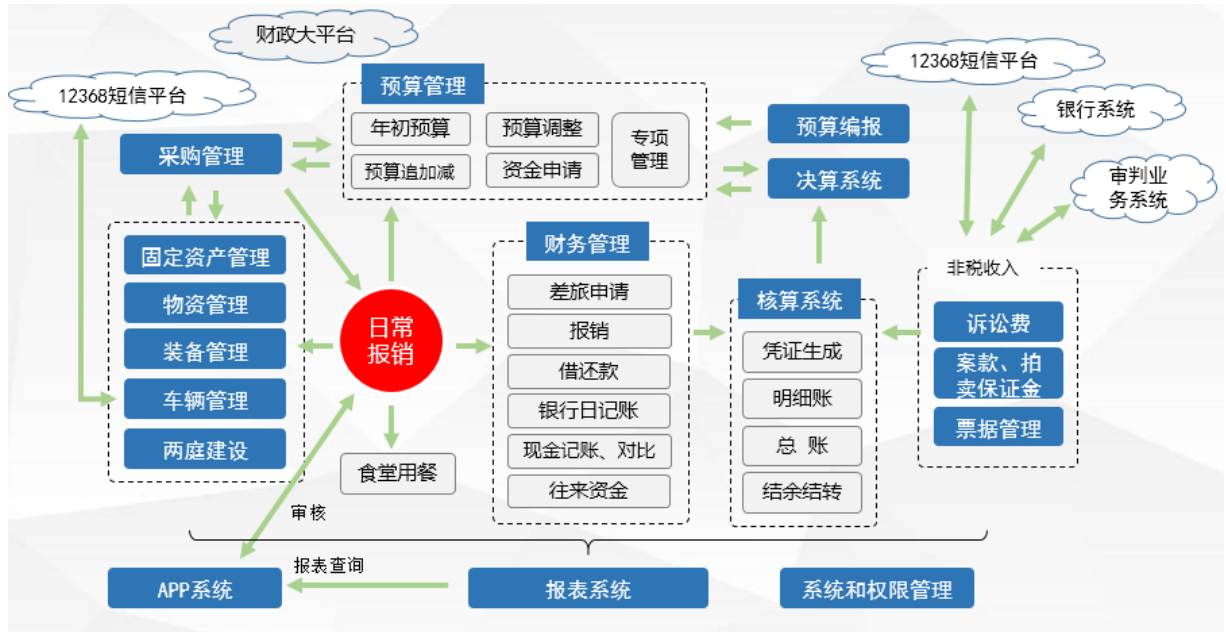 财政大平台
12368短信平台
12368短信平台
银行系统
审判业
务系统
预算管理
年初预算
预算调整
专项
管理
预算追加减
资金申请
预算编报
决算系统
采购管理
固定资产管理
物资管理
装备管理
车辆管理
两庭建设
日常
报销
食堂用餐
财务管理
差旅申请
报销
借还款
银行日记账
现金记账、对比
往来资金
核算系统
凭证生成
明细账
总 账
结余结转
非税收入
诉讼费
案款、拍
卖保证金
票据管理
审核
报表查询
APP系统
报表系统
系统和权限管理